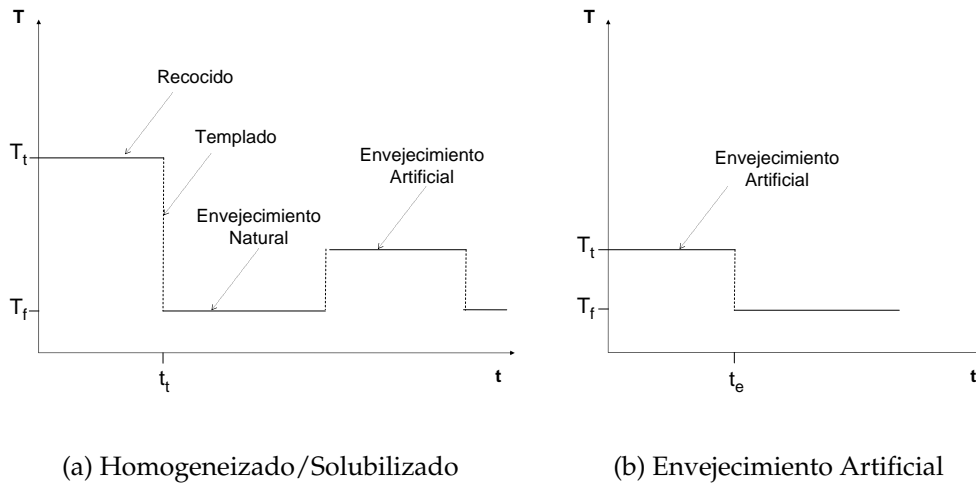 T
Recocido
Templado
Envejecimiento
Artificial
T_t
Envejecimiento
Natural
T_f
t_t
t
(a) Homogeneizado/Solubilizado
T
Envejecimiento
Artificial
T_t
T_f
t_e
t
(b) Envejecimiento Artificial